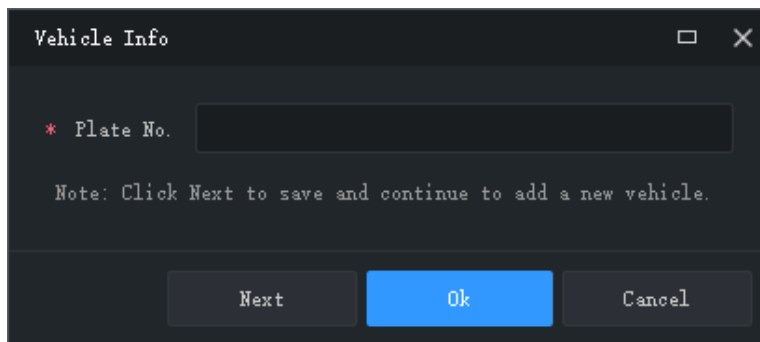 Vehicle Info
* Plate No.
Note: Click Next to save and continue to add a new vehicle.
Next Ok Cancel